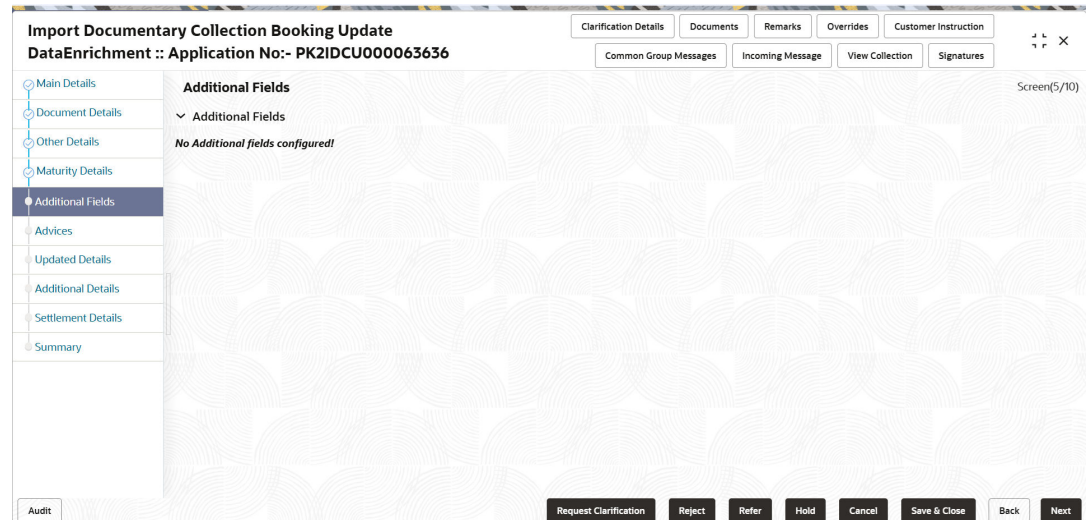 Import Documentary Collection Booking Update
DataEnrichment :: Application No:- PK2IDCU000063636
Clarification Details
Documents
Remarks
Overrides
Customer Instruction
Common Group Messages
Incoming Message
View Collection
Signatures
Main Details
Document Details
Other Details
Maturity Details
Additional Fields
Advices
Updated Details
Additional Details
Settlement Details
Summary
Additional Fields
Screen(5/10)
Additional Fields
No Additional fields configured!
Audit
Request Clarification
Reject
Refer
Hold
Cancel
Save & Close
Back
Next